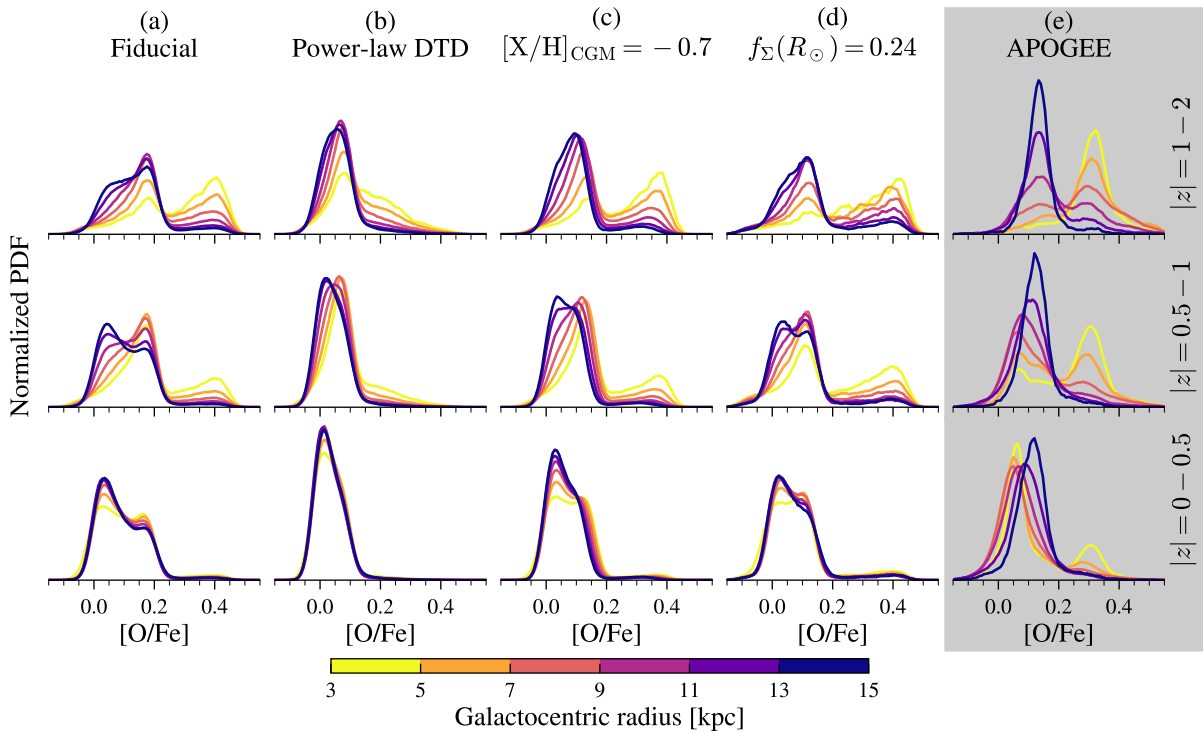 (a) (b) (c) (d) (e)
Fiducial Power-law DTD [X/H]CGM = −0.7 fΣ(R⊙) = 0.24 APOGEE
|z| = 1 − 2
Normalized PDF
|z| = 0.5 − 1
|z| = 0 − 0.5
0.0 0.2 0.4 0.0 0.2 0.4 0.0 0.2 0.4 0.0 0.2 0.4 0.0 0.2 0.4
[O/Fe] [O/Fe] [O/Fe] [O/Fe] [O/Fe]
3 5 7 9 11 13 15
Galactocentric radius [kpc]